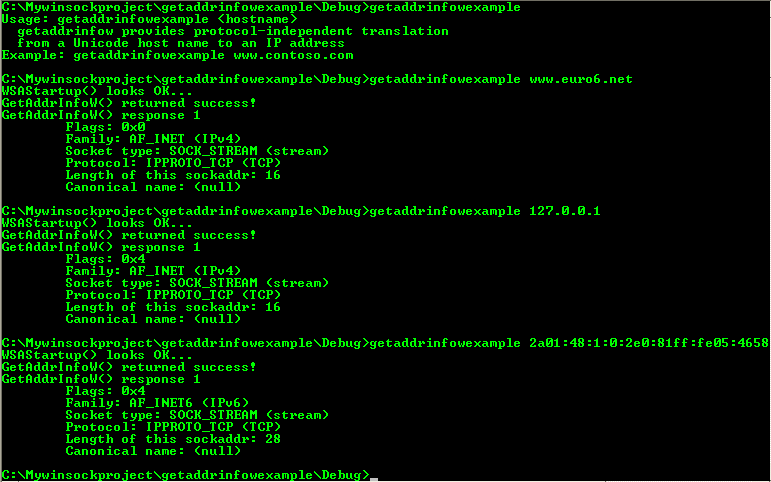 C:\Mywinsockproject\getaddrinfowexample\Debug>getaddrinfowexample
Usage: getaddrinfowexample <hostname>
  getaddrinfow provides protocol-independent translation
  from a Unicode host name to an IP address
Example: getaddrinfowexample www.contoso.com

C:\Mywinsockproject\getaddrinfowexample\Debug>getaddrinfowexample www.euro6.net
WSAStartup() looks OK...
GetAddrInfoW() returned success!
GetAddrInfoW() response 1
        Flags: 0x0
        Family: AF_INET (IPv4)
        Socket type: SOCK_STREAM (stream)
        Protocol: IPPROTO_TCP (TCP)
        Length of this sockaddr: 16
        Canonical name: (null)

C:\Mywinsockproject\getaddrinfowexample\Debug>getaddrinfowexample 127.0.0.1
WSAStartup() looks OK...
GetAddrInfoW() returned success!
GetAddrInfoW() response 1
        Flags: 0x4
        Family: AF_INET (IPv4)
        Socket type: SOCK_STREAM (stream)
        Protocol: IPPROTO_TCP (TCP)
        Length of this sockaddr: 16
        Canonical name: (null)

C:\Mywinsockproject\getaddrinfowexample\Debug>getaddrinfowexample 2a01:48:1:0:2e0:81ff:fe05:4658
WSAStartup() looks OK...
GetAddrInfoW() returned success!
GetAddrInfoW() response 1
        Flags: 0x4
        Family: AF_INET6 (IPv6)
        Socket type: SOCK_STREAM (stream)
        Protocol: IPPROTO_TCP (TCP)
        Length of this sockaddr: 28
        Canonical name: (null)

C:\Mywinsockproject\getaddrinfowexample\Debug>